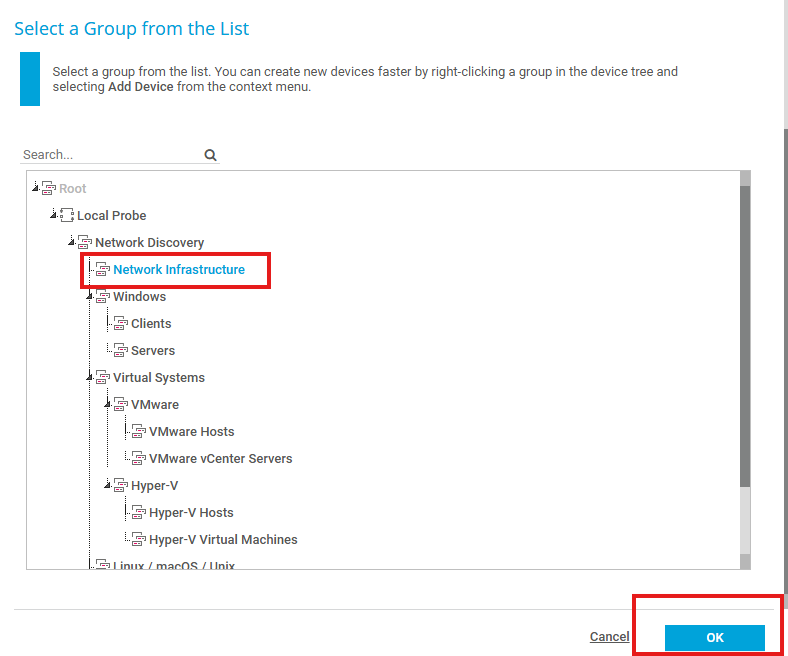 Select a Group from the List
Select a group from the list. You can create new devices faster by right-clicking a group in the device tree and
selecting Add Device from the context menu.
Search...
Root
Local Probe
Network Discovery
Network Infrastructure
Windows
Clients
Servers
Virtual Systems
VMware
VMware Hosts
VMware vCenter Servers
Hyper-V
Hyper-V Hosts
Hyper-V Virtual Machines
Linux / macOS / Unix
Cancel
OK